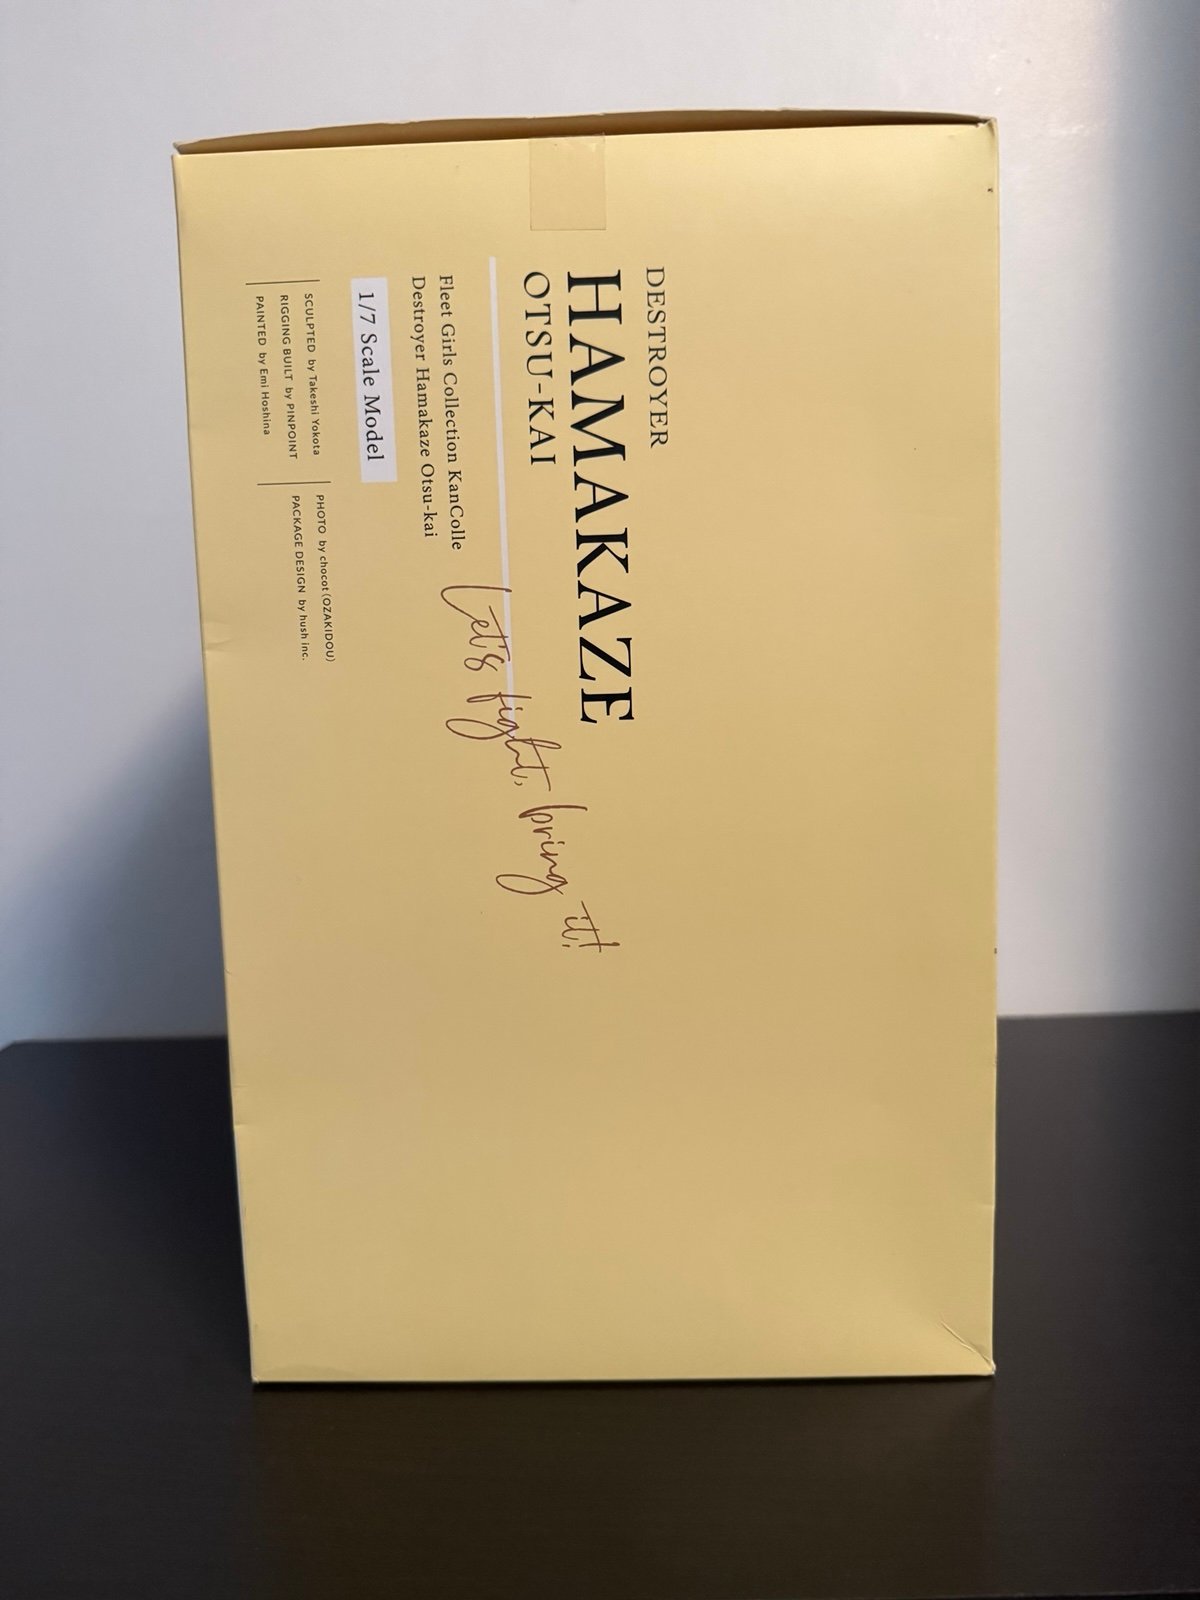 DESTROYER
HAMAKAZE
OTSU-KAI
Let's fight, bring it!
Fleet Girls Collection KanColle
Destroyer Hamakaze Otsu-kai
1/7 Scale Model
SCULPTED by Takeshi Yokota
RIGGING BUILT by PINPOINT
PAINTED by Emi Hoshina
PHOTO by chocot (OZAKIDOU)
PACKAGE DESIGN by hush inc.